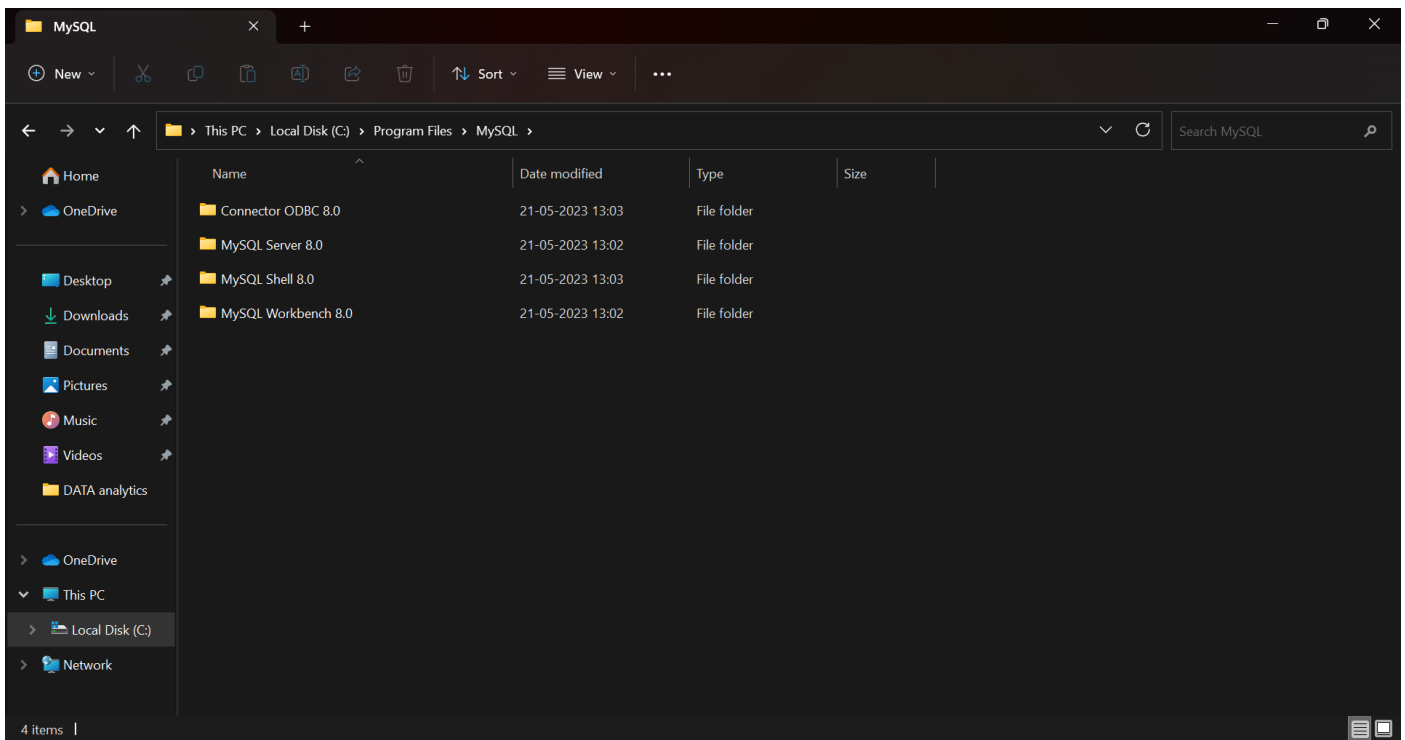 MySQL
New
Sort
View
This PC > Local Disk (C:) > Program Files > MySQL >
Search MySQL
Home
OneDrive
Desktop
Downloads
Documents
Pictures
Music
Videos
DATA analytics
OneDrive
This PC
Local Disk (C:)
Network
Name Date modified Type Size
Connector ODBC 8.0 21-05-2023 13:03 File folder
MySQL Server 8.0 21-05-2023 13:02 File folder
MySQL Shell 8.0 21-05-2023 13:03 File folder
MySQL Workbench 8.0 21-05-2023 13:02 File folder
4 items